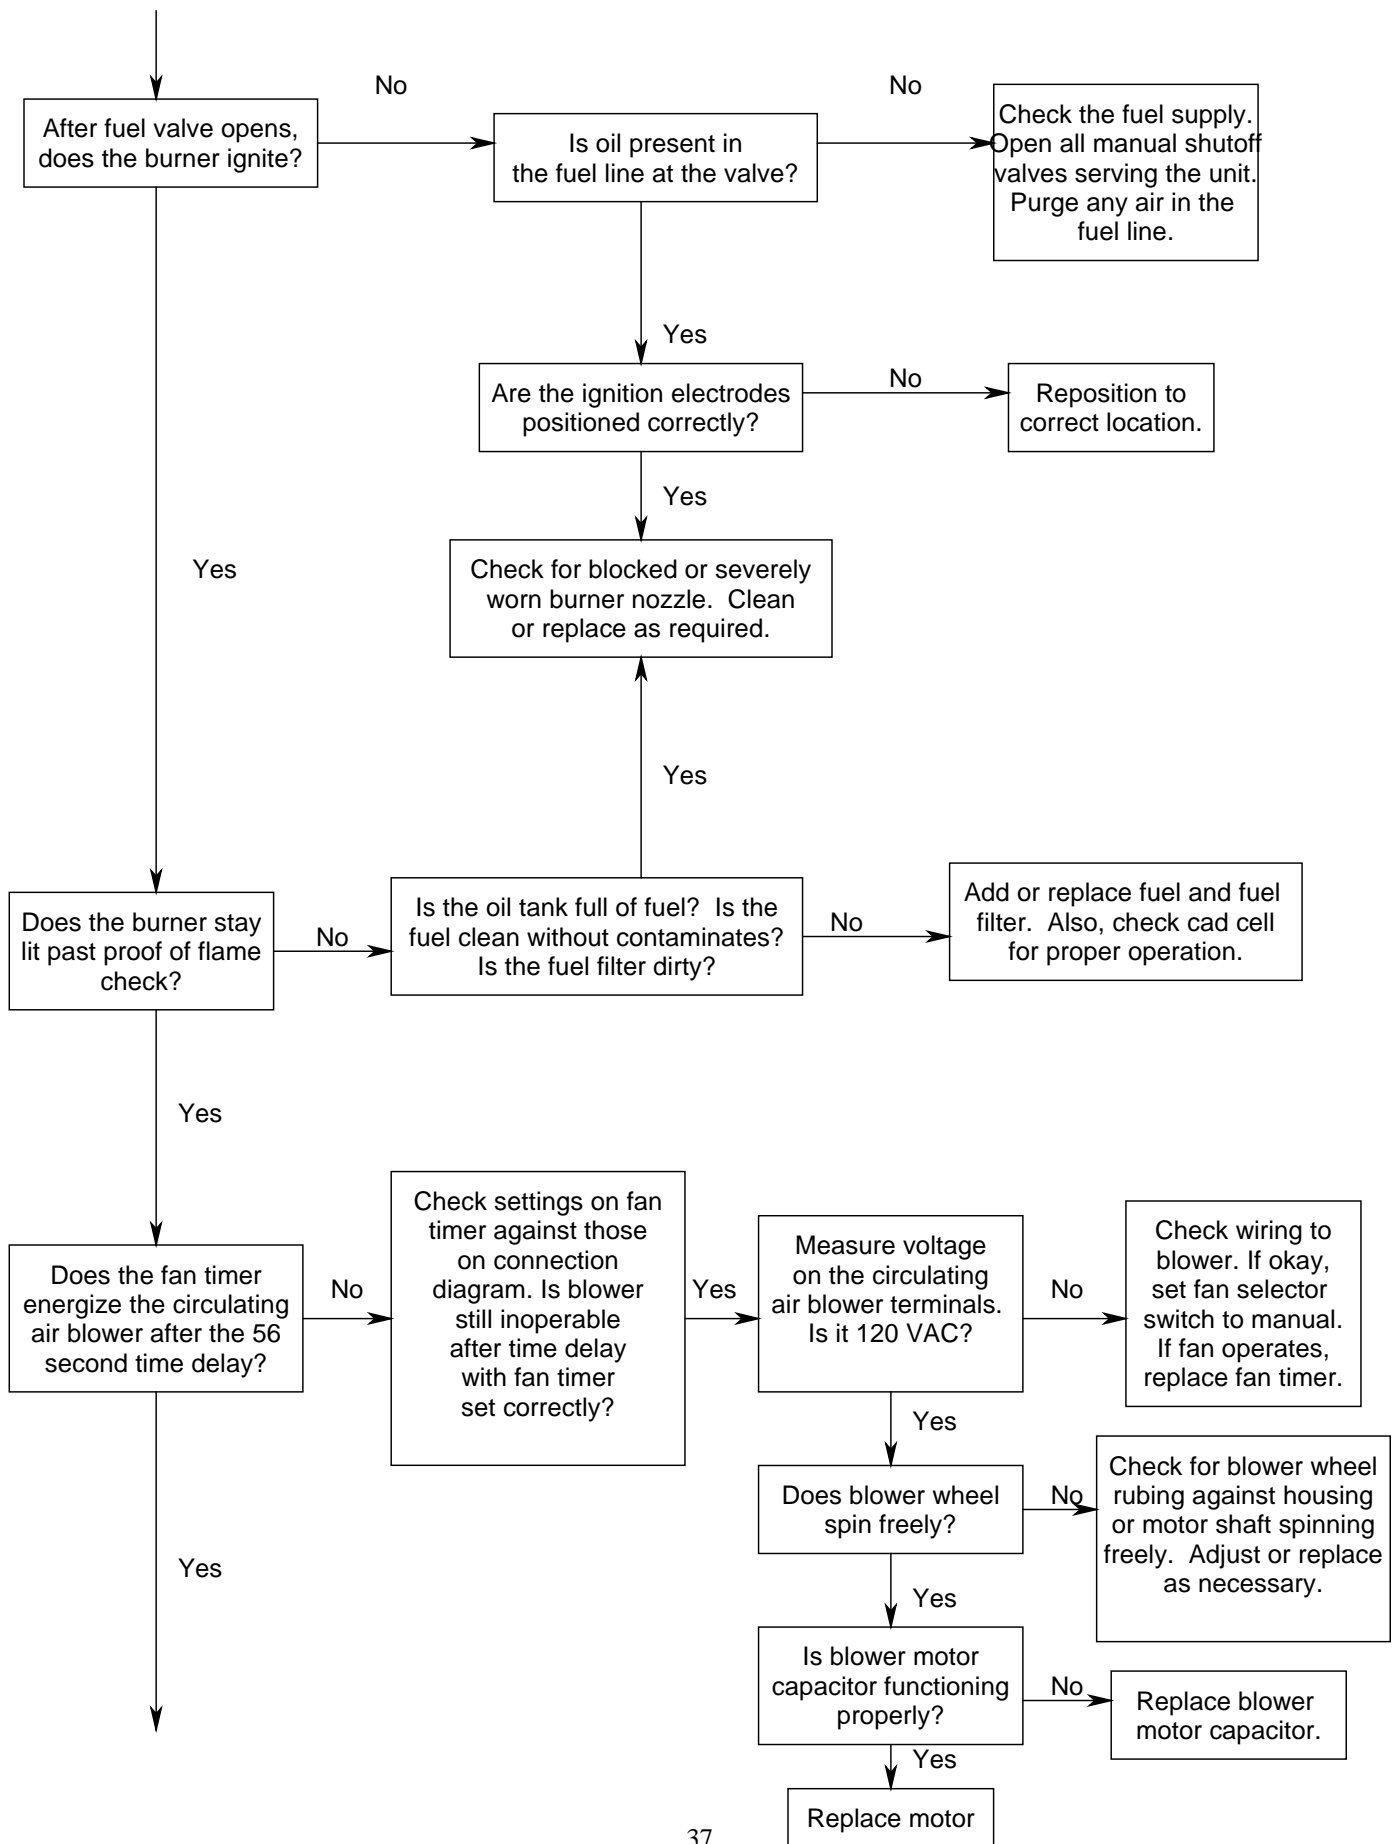 No
No
After fuel valve opens,
does the burner ignite?
Is oil present in
the fuel line at the valve?
Check the fuel supply.
Open all manual shutoff
valves serving the unit.
Purge any air in the
fuel line.
Yes
Are the ignition electrodes
positioned correctly?
No
Reposition to
correct location.
Yes
Yes
Check for blocked or severely
worn burner nozzle.  Clean
or replace as required.
Yes
Does the burner stay
lit past proof of flame
check?
No
Is the oil tank full of fuel?  Is the
fuel clean without contaminates?
Is the fuel filter dirty?
No
Add or replace fuel and fuel
filter.  Also, check cad cell
for proper operation.
Yes
Does the fan timer
energize the circulating
air blower after the 56
second time delay?
No
Check settings on fan
timer against those
on connection
diagram. Is blower
still inoperable
after time delay
with fan timer
set correctly?
Yes
Measure voltage
on the circulating
air blower terminals.
Is it 120 VAC?
No
Check wiring to
blower. If okay,
set fan selector
switch to manual.
If fan operates,
replace fan timer.
Yes
Does blower wheel
spin freely?
No
Check for blower wheel
rubing against housing
or motor shaft spinning
freely.  Adjust or replace
as necessary.
Yes
Yes
Is blower motor
capacitor functioning
properly?
No
Replace blower
motor capacitor.
Yes
Replace motor
37